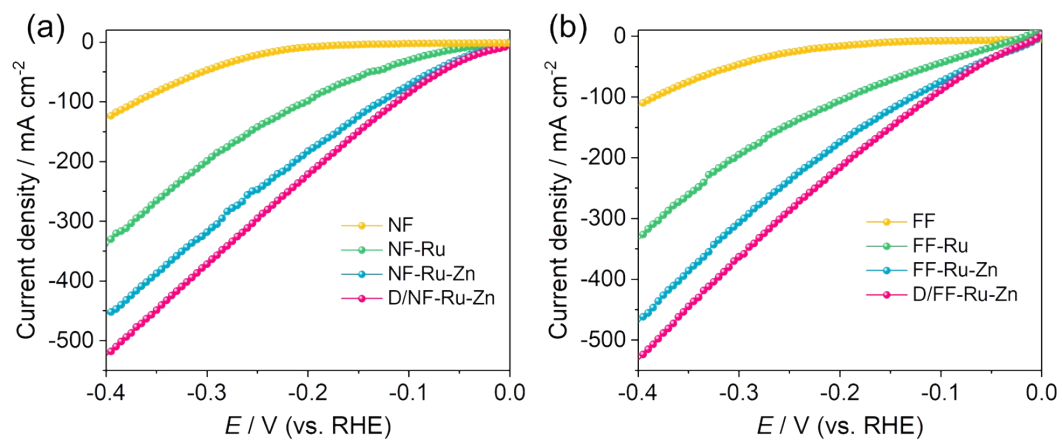 (a)
0
-100
-200
-300
-400
-500
Current density / mA cm⁻²
NF
NF-Ru
NF-Ru-Zn
D/NF-Ru-Zn
-0.4
-0.3
-0.2
-0.1
0.0
E / V (vs. RHE)
(b)
0
-100
-200
-300
-400
-500
Current density / mA cm⁻²
FF
FF-Ru
FF-Ru-Zn
D/FF-Ru-Zn
-0.4
-0.3
-0.2
-0.1
0.0
E / V (vs. RHE)